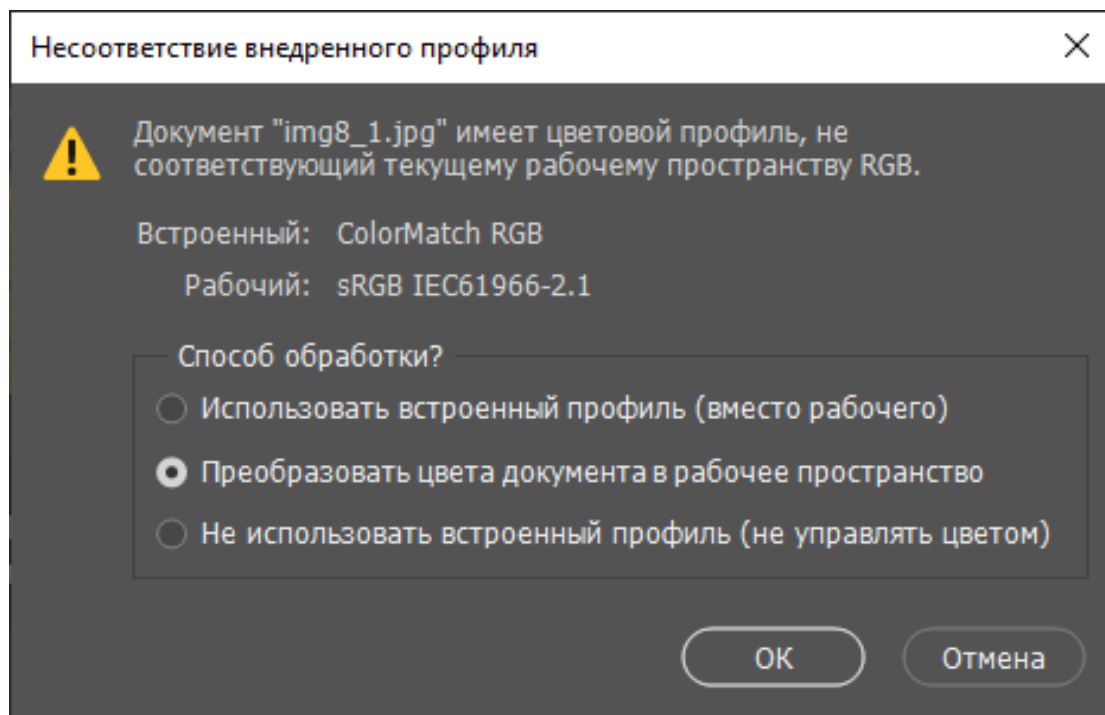 Несоответствие внедренного профиля
Документ "img8_1.jpg" имеет цветовой профиль, не
соответствующий текущему рабочему пространству RGB.
Встроенный: ColorMatch RGB
Рабочий: sRGB IEC61966-2.1
Способ обработки?
Использовать встроенный профиль (вместо рабочего)
Преобразовать цвета документа в рабочее пространство
Не использовать встроенный профиль (не управлять цветом)
ОК Отмена